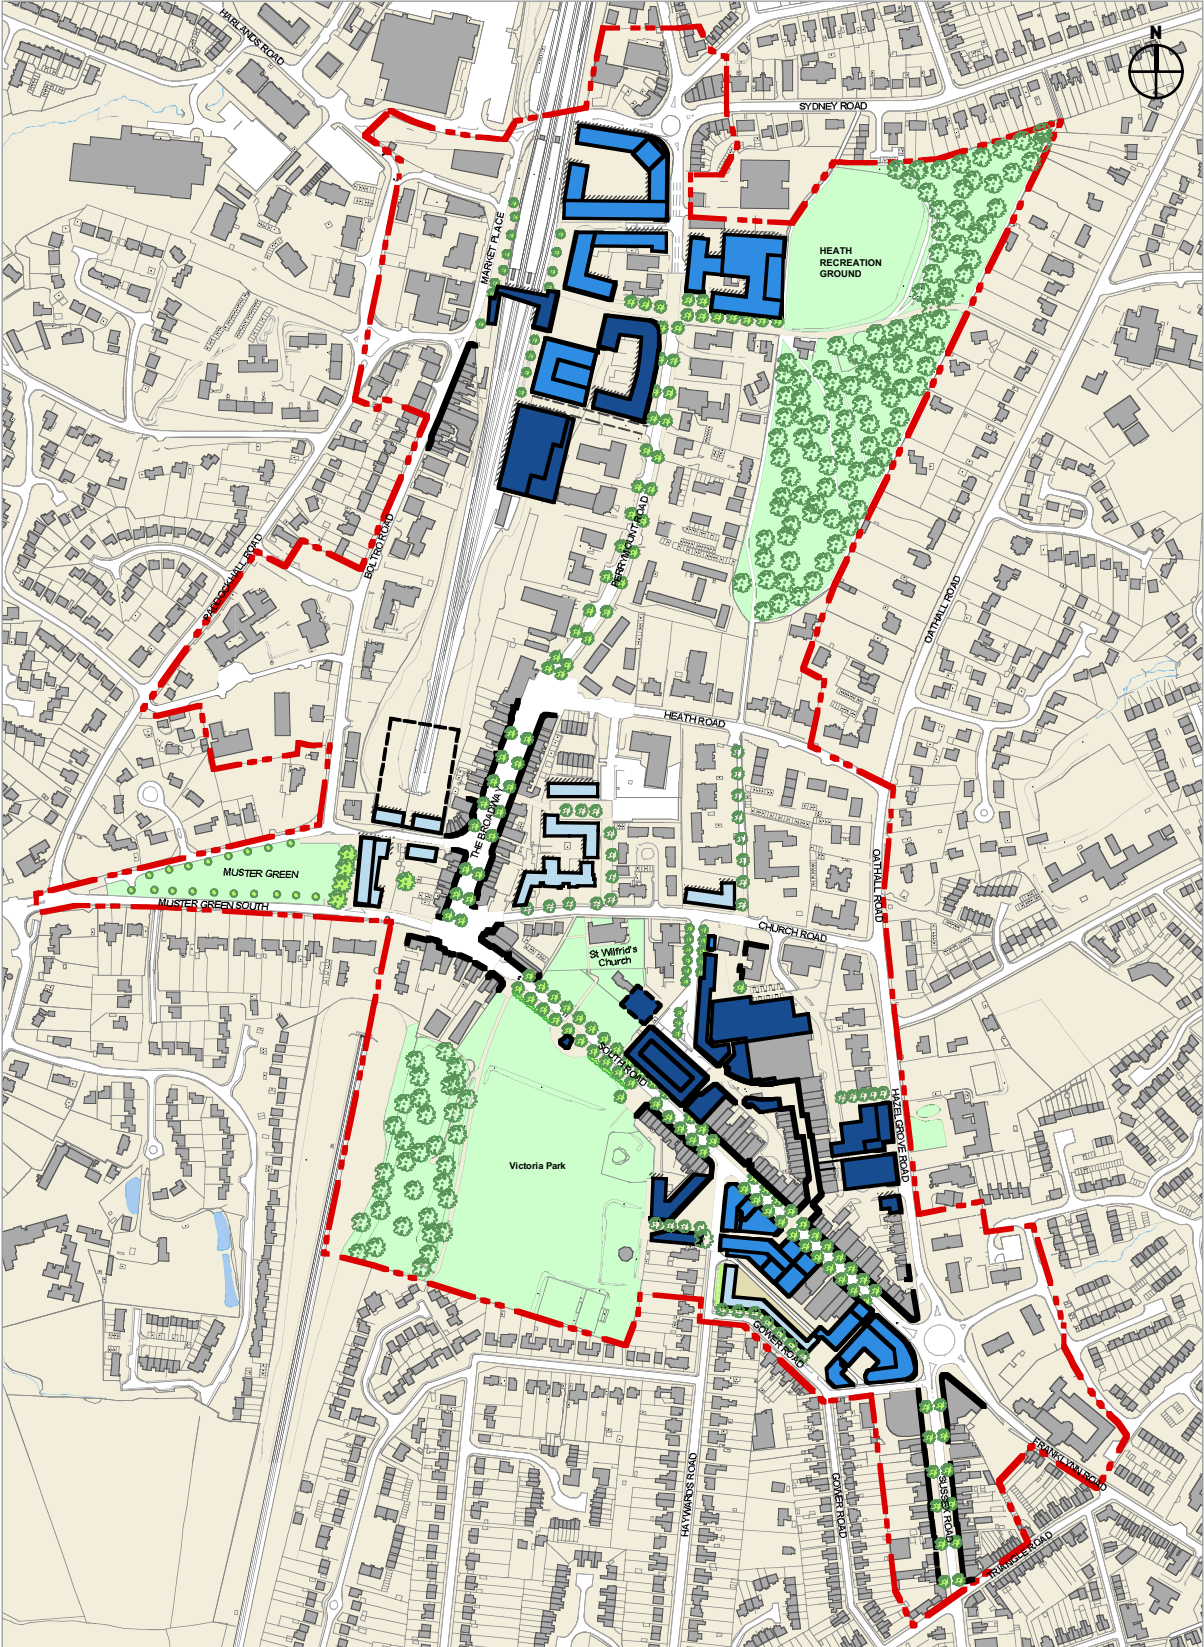 HARLANDS ROAD
N
SYDNEY ROAD
MARKET PLACE
HEATH
RECREATION
GROUND
PERRYMOUNT ROAD
BOLTRO ROAD
PADDOCKHALL ROAD
OATHALL ROAD
HEATH ROAD
THE BROADWAY
MUSTER GREEN
MUSTER GREEN SOUTH
OATHALL ROAD
CHURCH ROAD
St Wilfrid's
Church
SOUTH ROAD
HAZELGROVE ROAD
Victoria Park
GOWER ROAD
FRANKLYNN ROAD
SUSSEX ROAD
HAYWARDS ROAD
GOWER ROAD
TRIANGLE ROAD